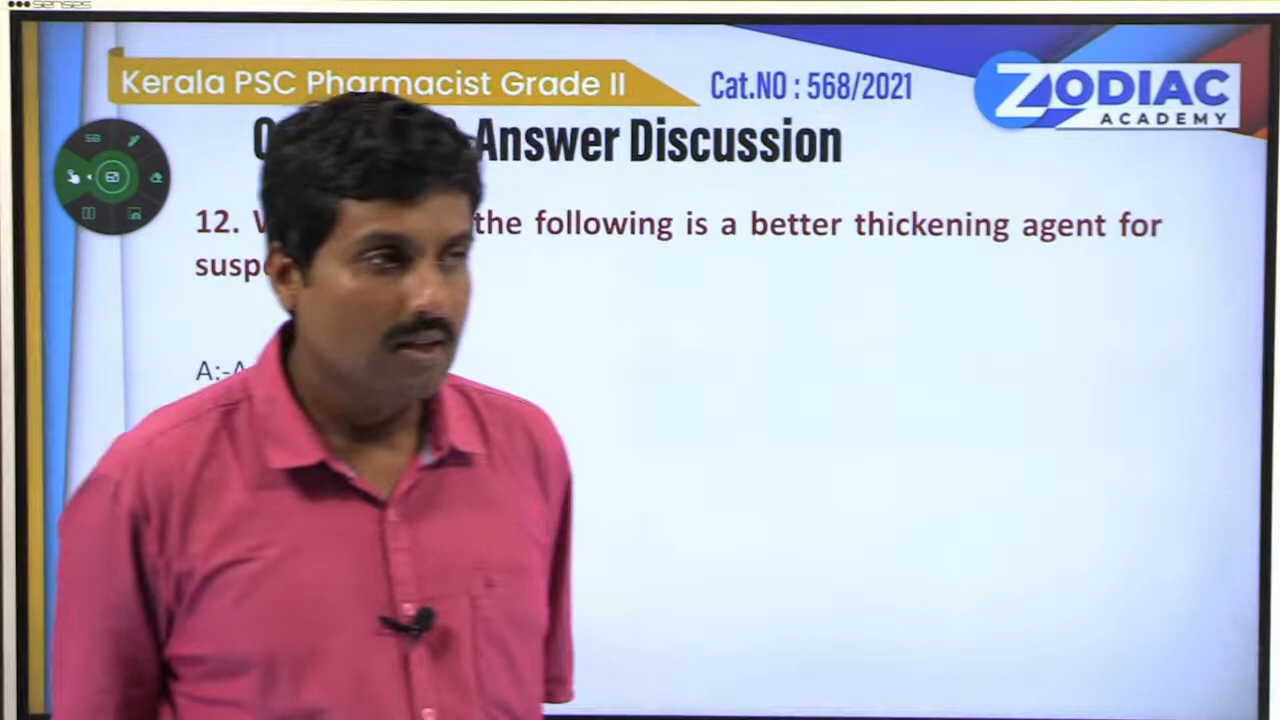 senses
Kerala PSC Pharmacist Grade II
Cat.NO : 568/2021
ZODIAC
ACADEMY
Answer Discussion
12. the following is a better thickening agent for
A:-